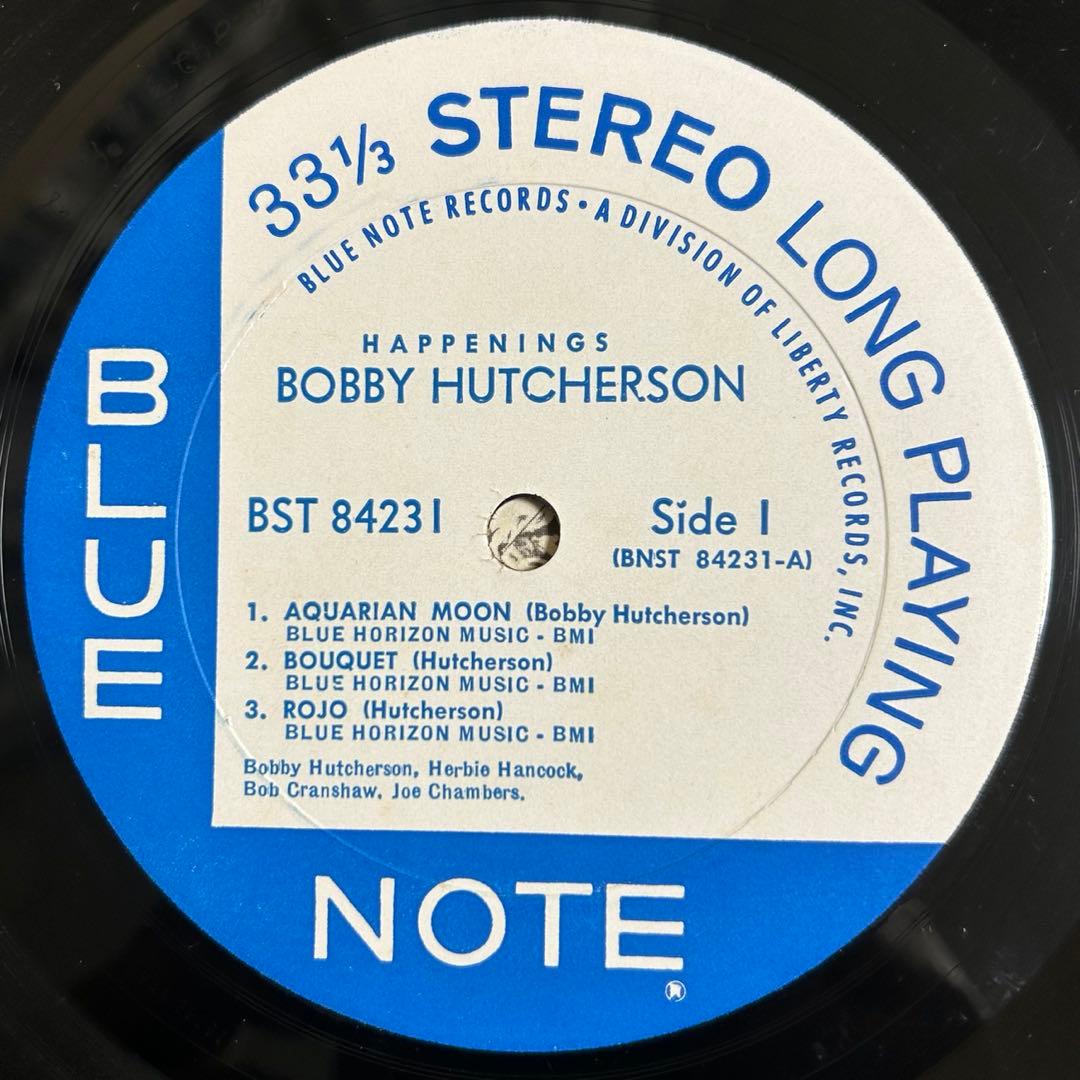 33⅓ STEREO LONG PLAYING
BLUE NOTE RECORDS • A DIVISION OF LIBERTY RECORDS, INC.
HAPPENINGS
BOBBY HUTCHERSON
BST 84231
Side 1
(BNST 84231-A)
1. AQUARIAN MOON (Bobby Hutcherson)
BLUE HORIZON MUSIC - BMI
2. BOUQUET (Hutcherson)
BLUE HORIZON MUSIC - BMI
3. ROJO (Hutcherson)
BLUE HORIZON MUSIC - BMI
Bobby Hutcherson, Herbie Hancock,
Bob Cranshaw, Joe Chambers.
BLUE
NOTE
®